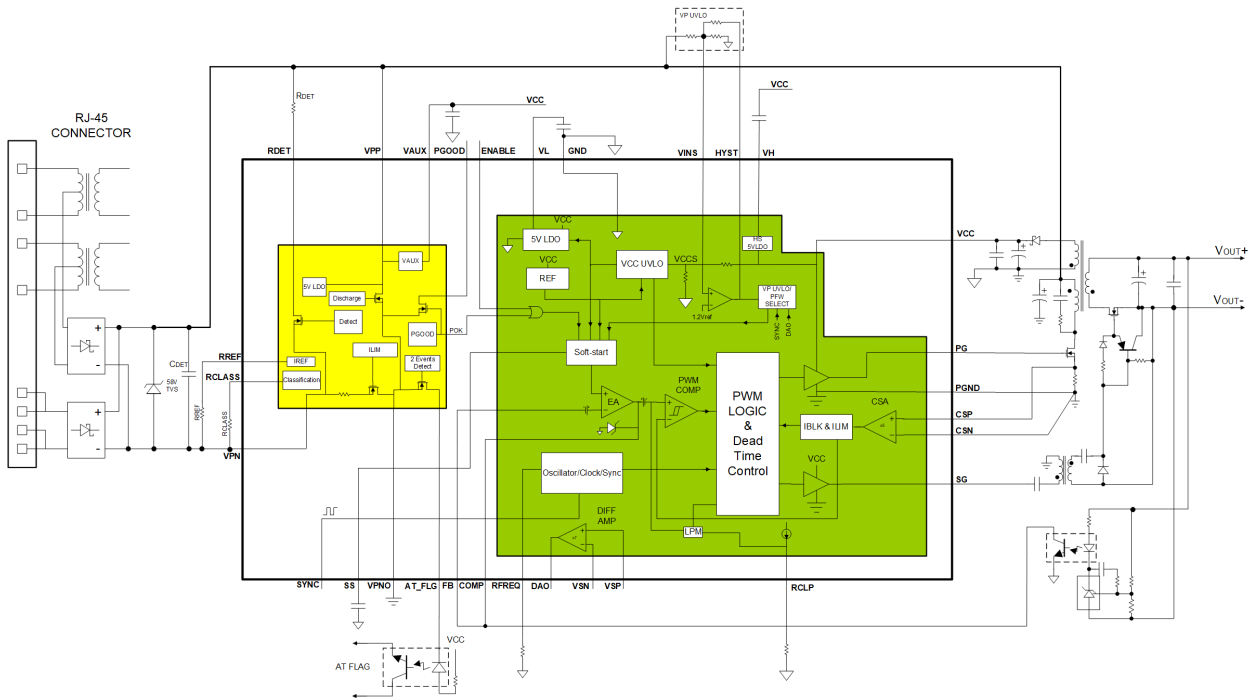 VP UVLO
RDET
VCC
VCC
RJ-45
CONNECTOR
RDET
VPP
VAUX
PGOOD
ENABLE
VL
GND
VINS
HYST
VH
VCC
5V LDO
VCC
HS
5VLDO
VCC
VOUT+
VAUX
VCC UVLO
VCCS
REF
5V LDO
Discharge
VP UVLO/
PFW
SELECT
1.2Vref
SYNC
DAO
VOUT-
Detect
PGOOD
POK
+
-
58V
TVS
CDET
RREF
IREF
ILIM
2 Events
Detect
Soft-start
PG
RCLASS
Classification
RREF
RCLASS
PWM
COMP
EA
PWM
LOGIC
&
Dead
Time
Control
PGND
CSA
CSP
CSN
IBLK & ILIM
+
-
VPN
Oscillator/Clock/Sync
VCC
SG
DIFF
AMP
LPM
SYNC
SS
VPNO
AT_FLG
FB
COMP
RFREQ
DAO
VSN
VSP
RCLP
VCC
AT FLAG